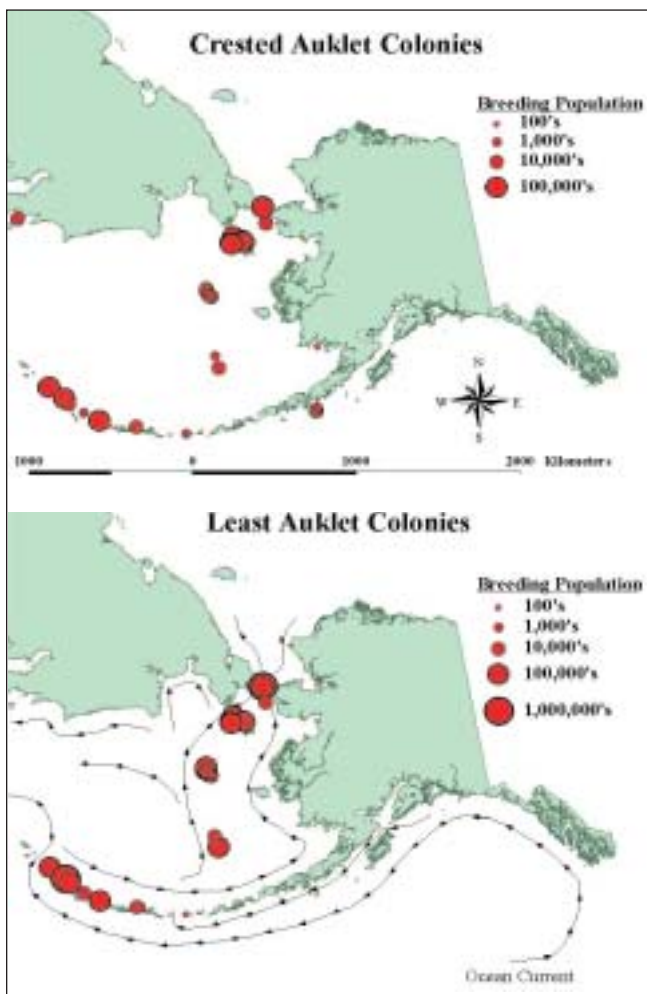 Crested Auklet Colonies
Breeding Population
100's
1,000's
10,000's
100,000's
N
W E
S
1000 0 1000 2000 Kilometers
Least Auklet Colonies
Breeding Population
100's
1,000's
10,000's
100,000's
1,000,000's
Ocean Current